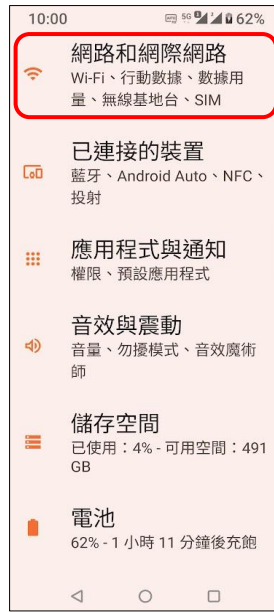 10:00
5G 62%
網路和網際網路
Wi-Fi、行動數據、數據用
量、無線基地台、SIM
已連接的裝置
藍牙、Android Auto、NFC、
投射
應用程式與通知
權限、預設應用程式
音效與震動
音量、勿擾模式、音效魔術
師
儲存空間
已使用：4% - 可用空間：491
GB
電池
62% - 1 小時 11 分鐘後充飽